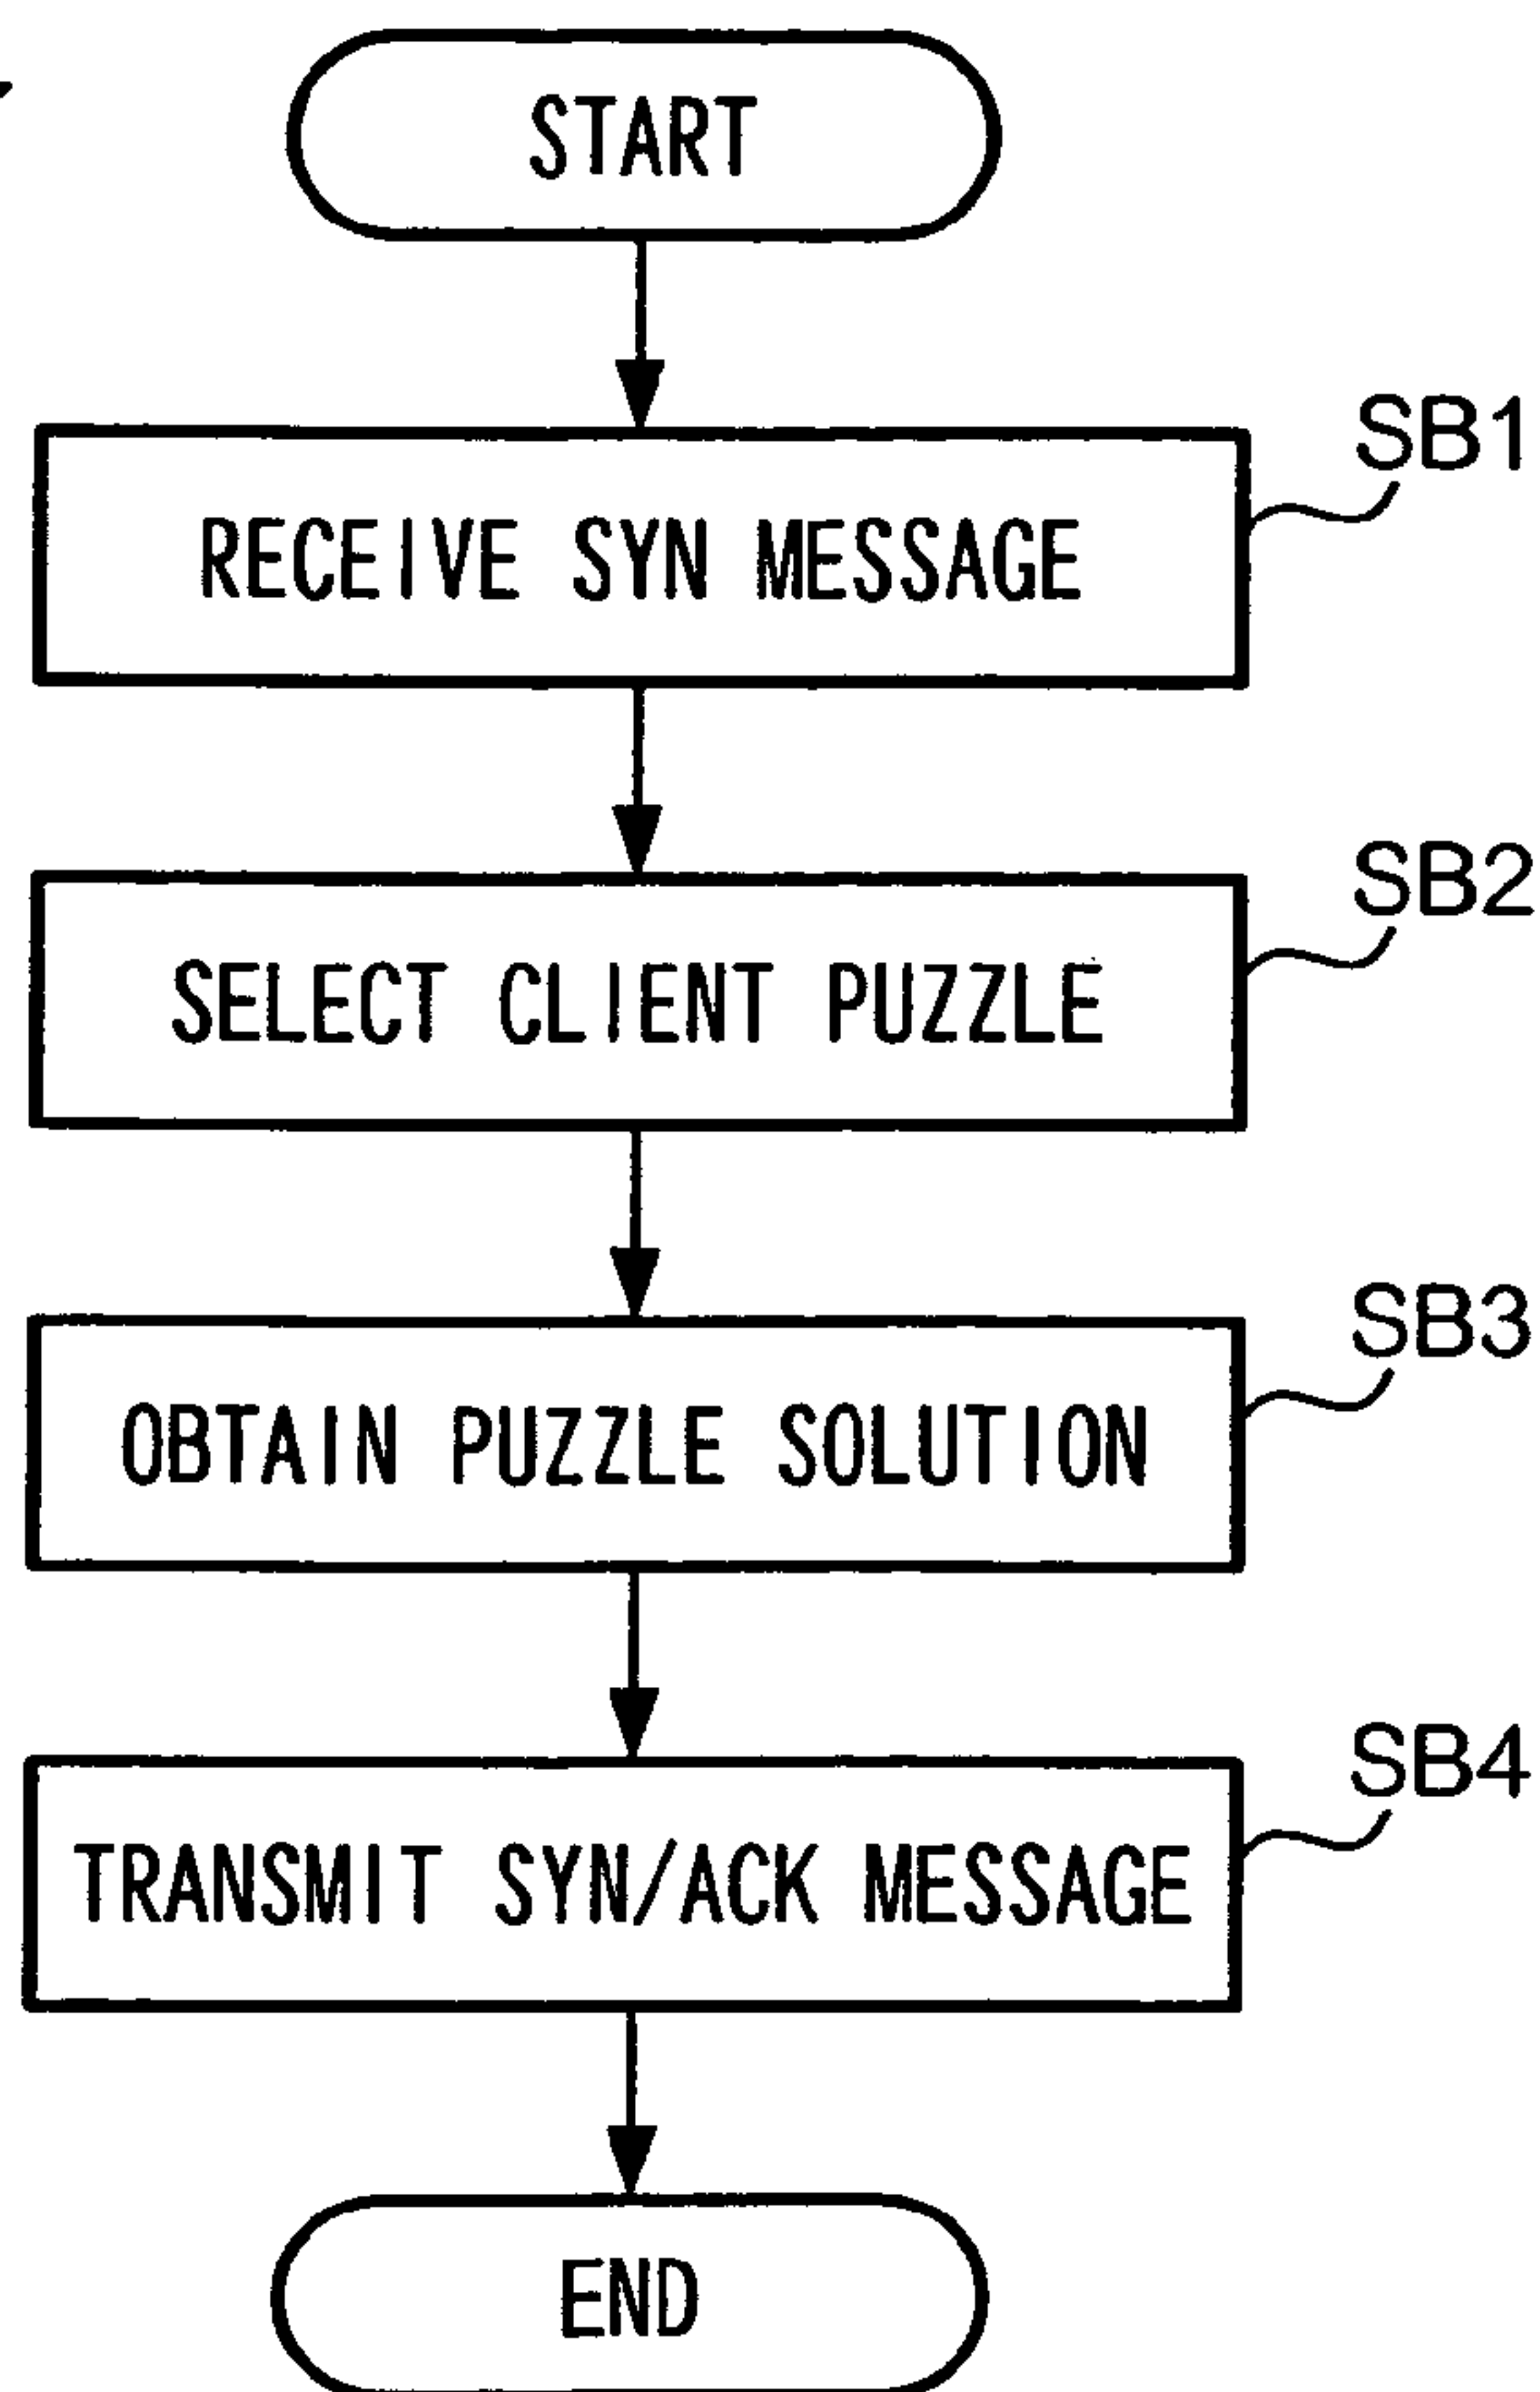 START
SB1
RECEIVE SYN MESSAGE
SB2
SELECT CLIENT PUZZLE
SB3
OBTAIN PUZZLE SOLUTION
SB4
TRANSMIT SYN/ACK MESSAGE
END